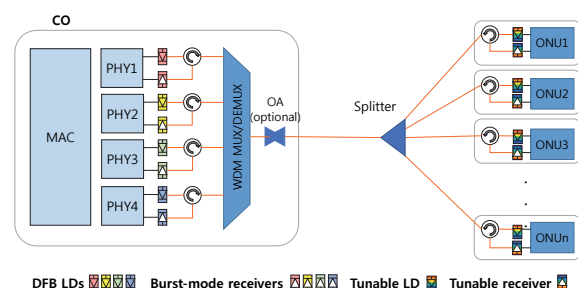 CO
MAC
PHY1
PHY2
PHY3
PHY4
WDM MUX/DEMUX
OA
(optional)
Splitter
ONU1
ONU2
ONU3
ONUn
DFB LDs
Burst-mode receivers
Tunable LD
Tunable receiver